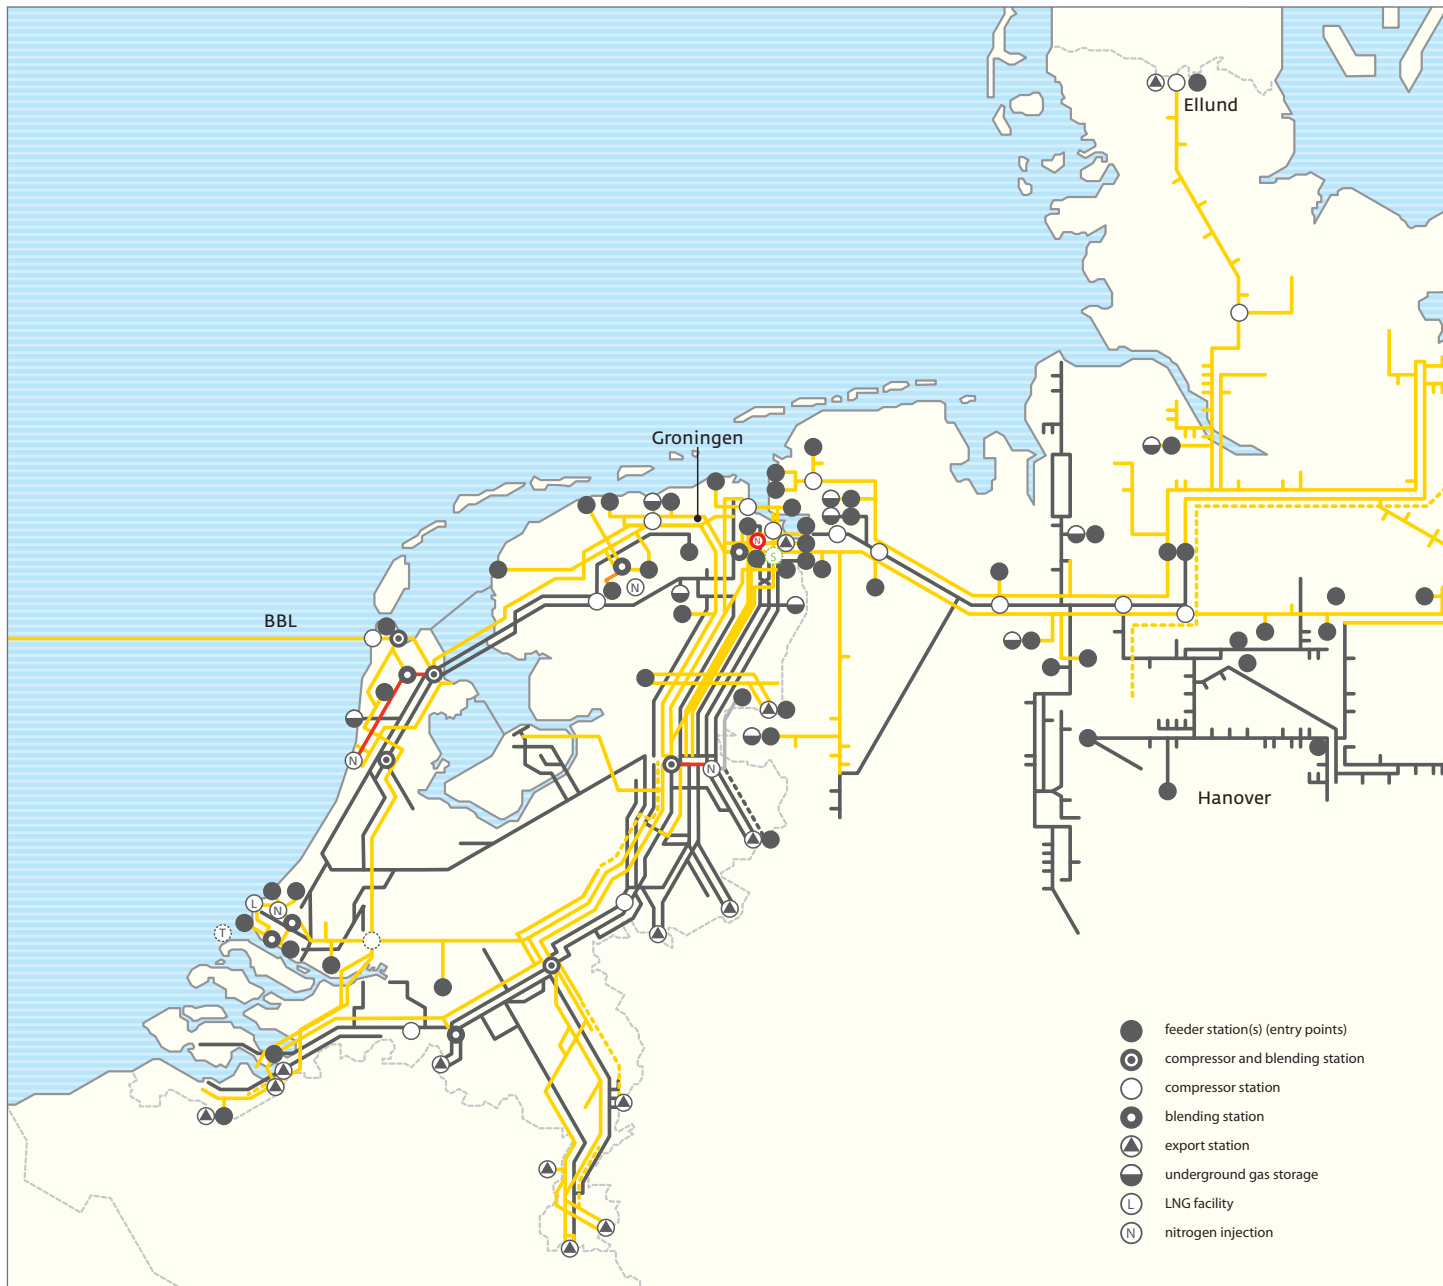 Ellund
Groningen
N
S
N
BBL
N
N
Hanover
L
N
T
feeder station(s) (entry points)
compressor and blending station
compressor station
blending station
export station
underground gas storage
L LNG facility
N nitrogen injection